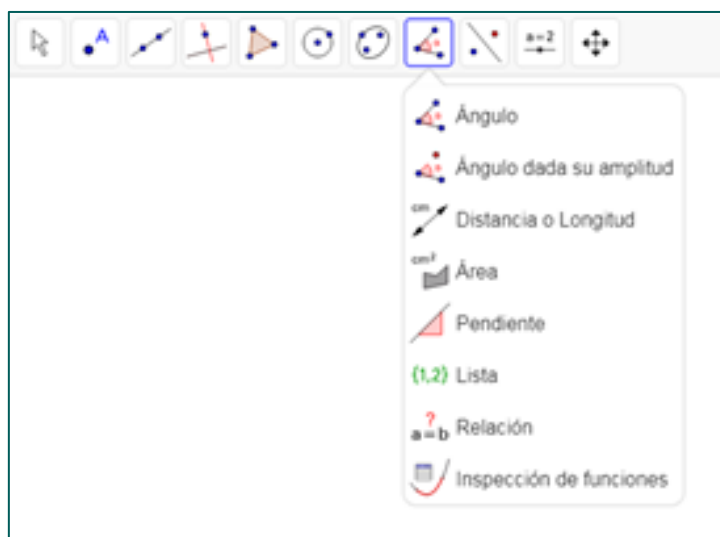 A
a=2
Ángulo
Ángulo dada su amplitud
cm
Distancia o Longitud
cm²
Área
Pendiente
{1,2} Lista
?
a=b Relación
Inspección de funciones